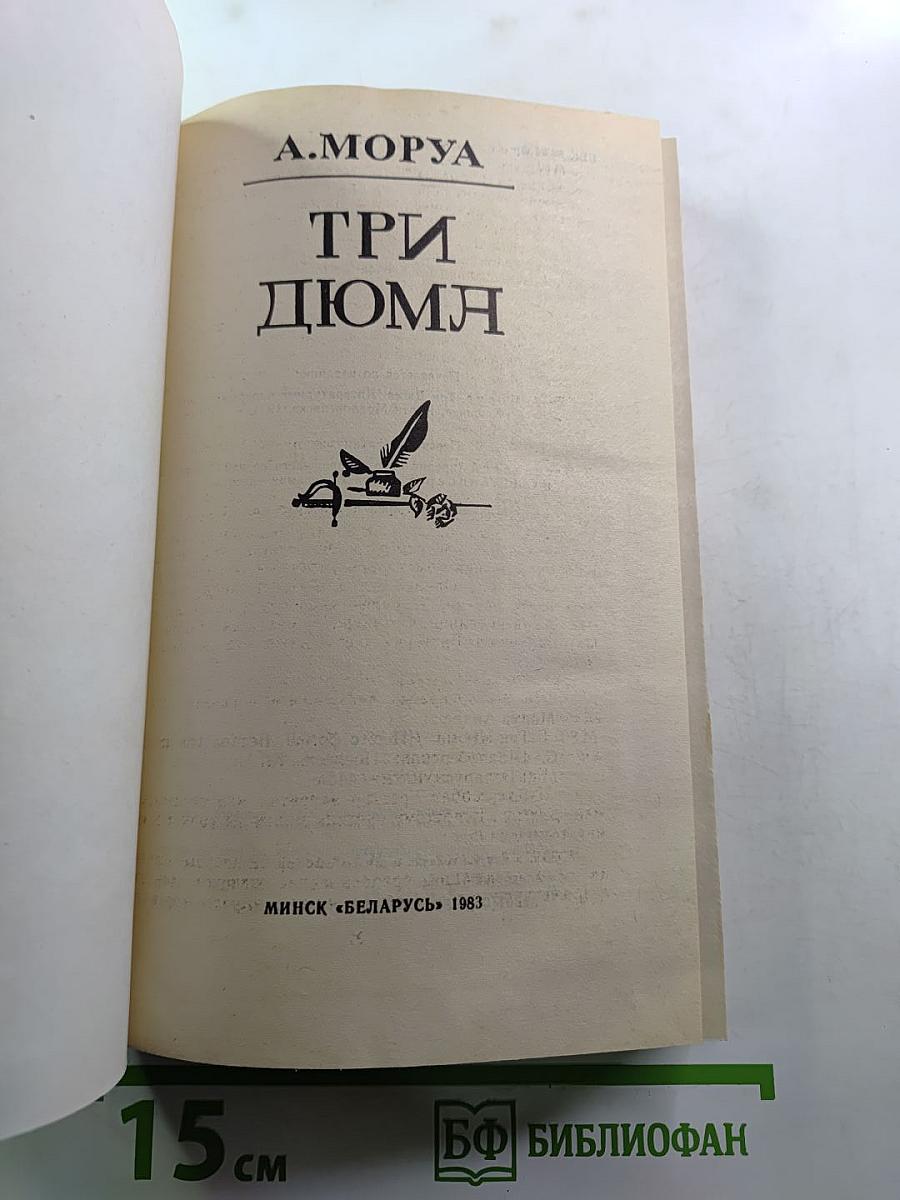 А.МОРУА
ТРИ
ДЮМА
МИНСК «БЕЛАРУСЬ» 1983
15 см
БФ БИБЛИОФАН